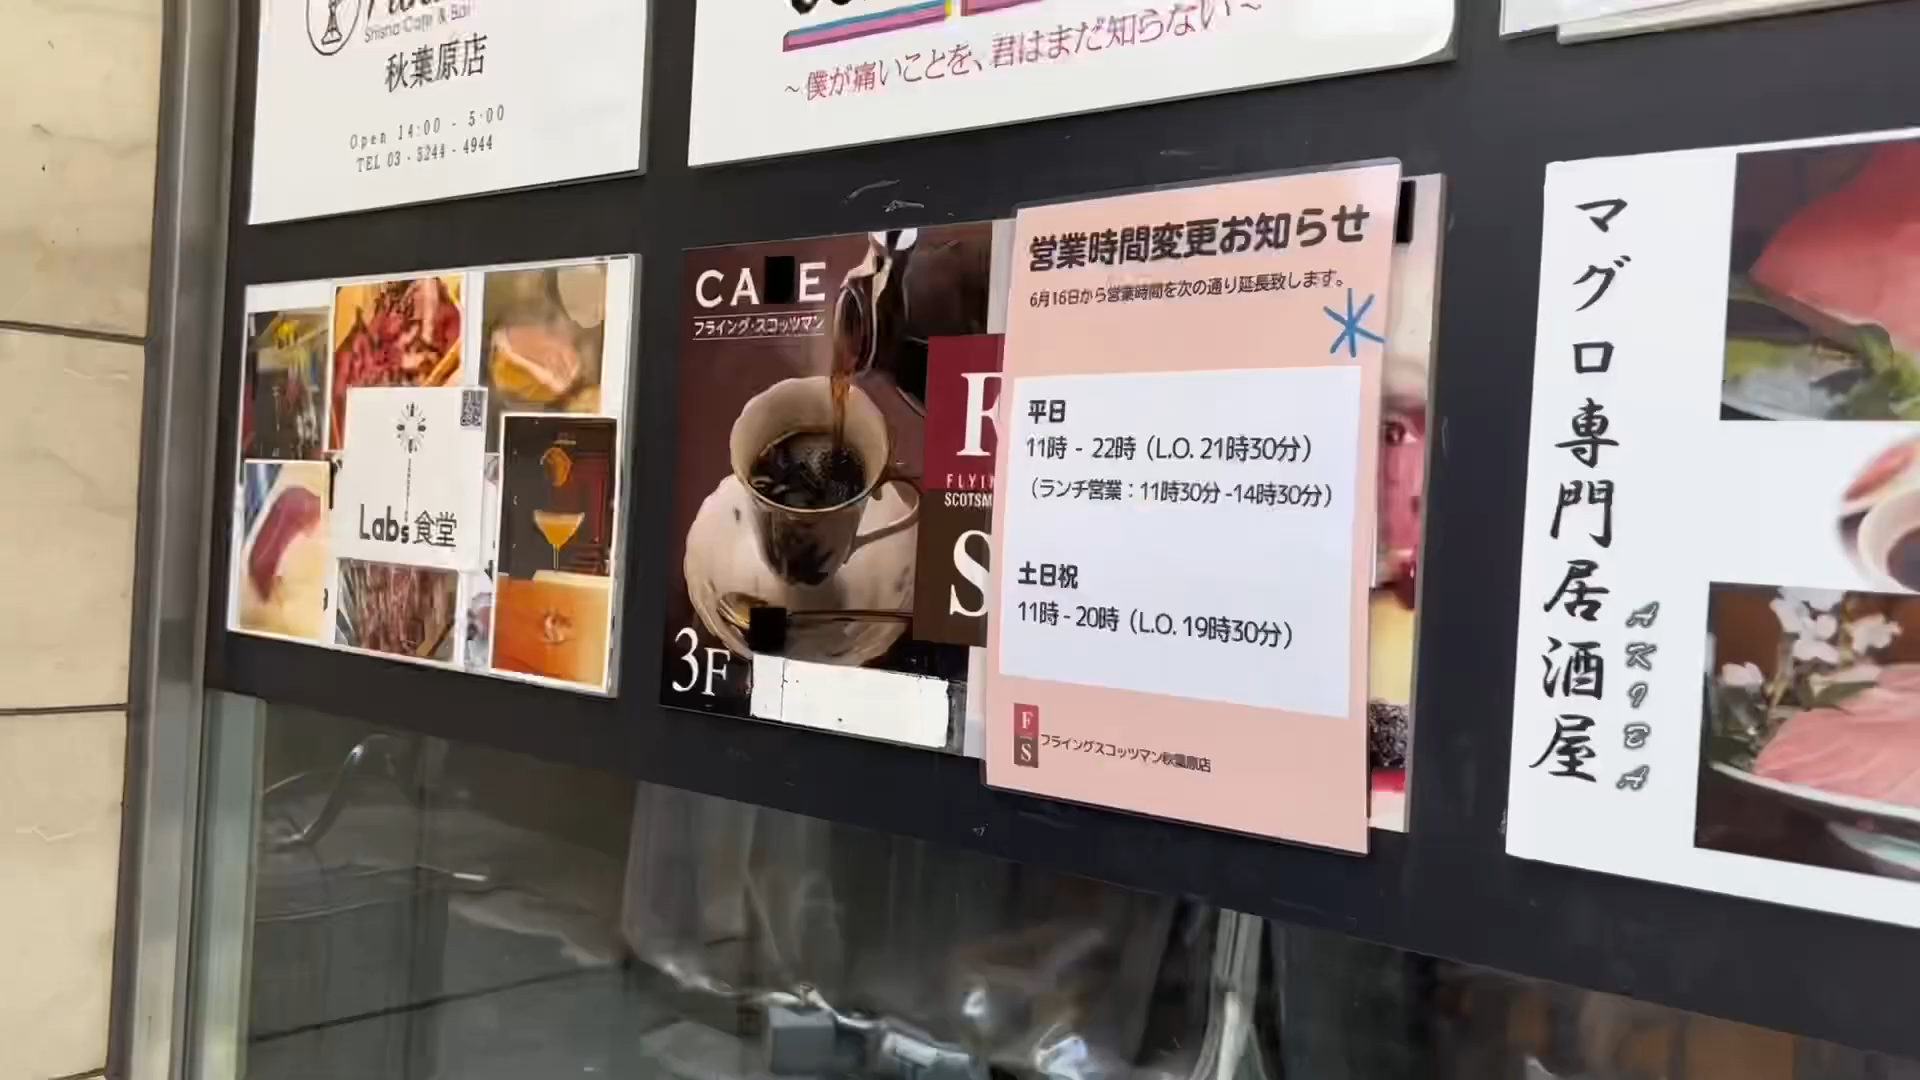 Shisha Cafe & Bar
秋葉原店
Open 14:00 - 5:00
TEL 03 - 5244 - 4944
～僕が痛いことを、君はまだ知らない～
Labs 食堂
CA E
フライング・スコッツマン
F
FLYIN
SCOTSM
S
3F
営業時間変更お知らせ
6月16日から営業時間を次の通り延長致します。
平日
11時 - 22時（L.O. 21時30分）
（ランチ営業：11時30分 -14時30分）
土日祝
11時 - 20時（L.O. 19時30分）
F
S
フライングスコッツマン秋葉原店
マグロ専門居酒屋
AKIBA